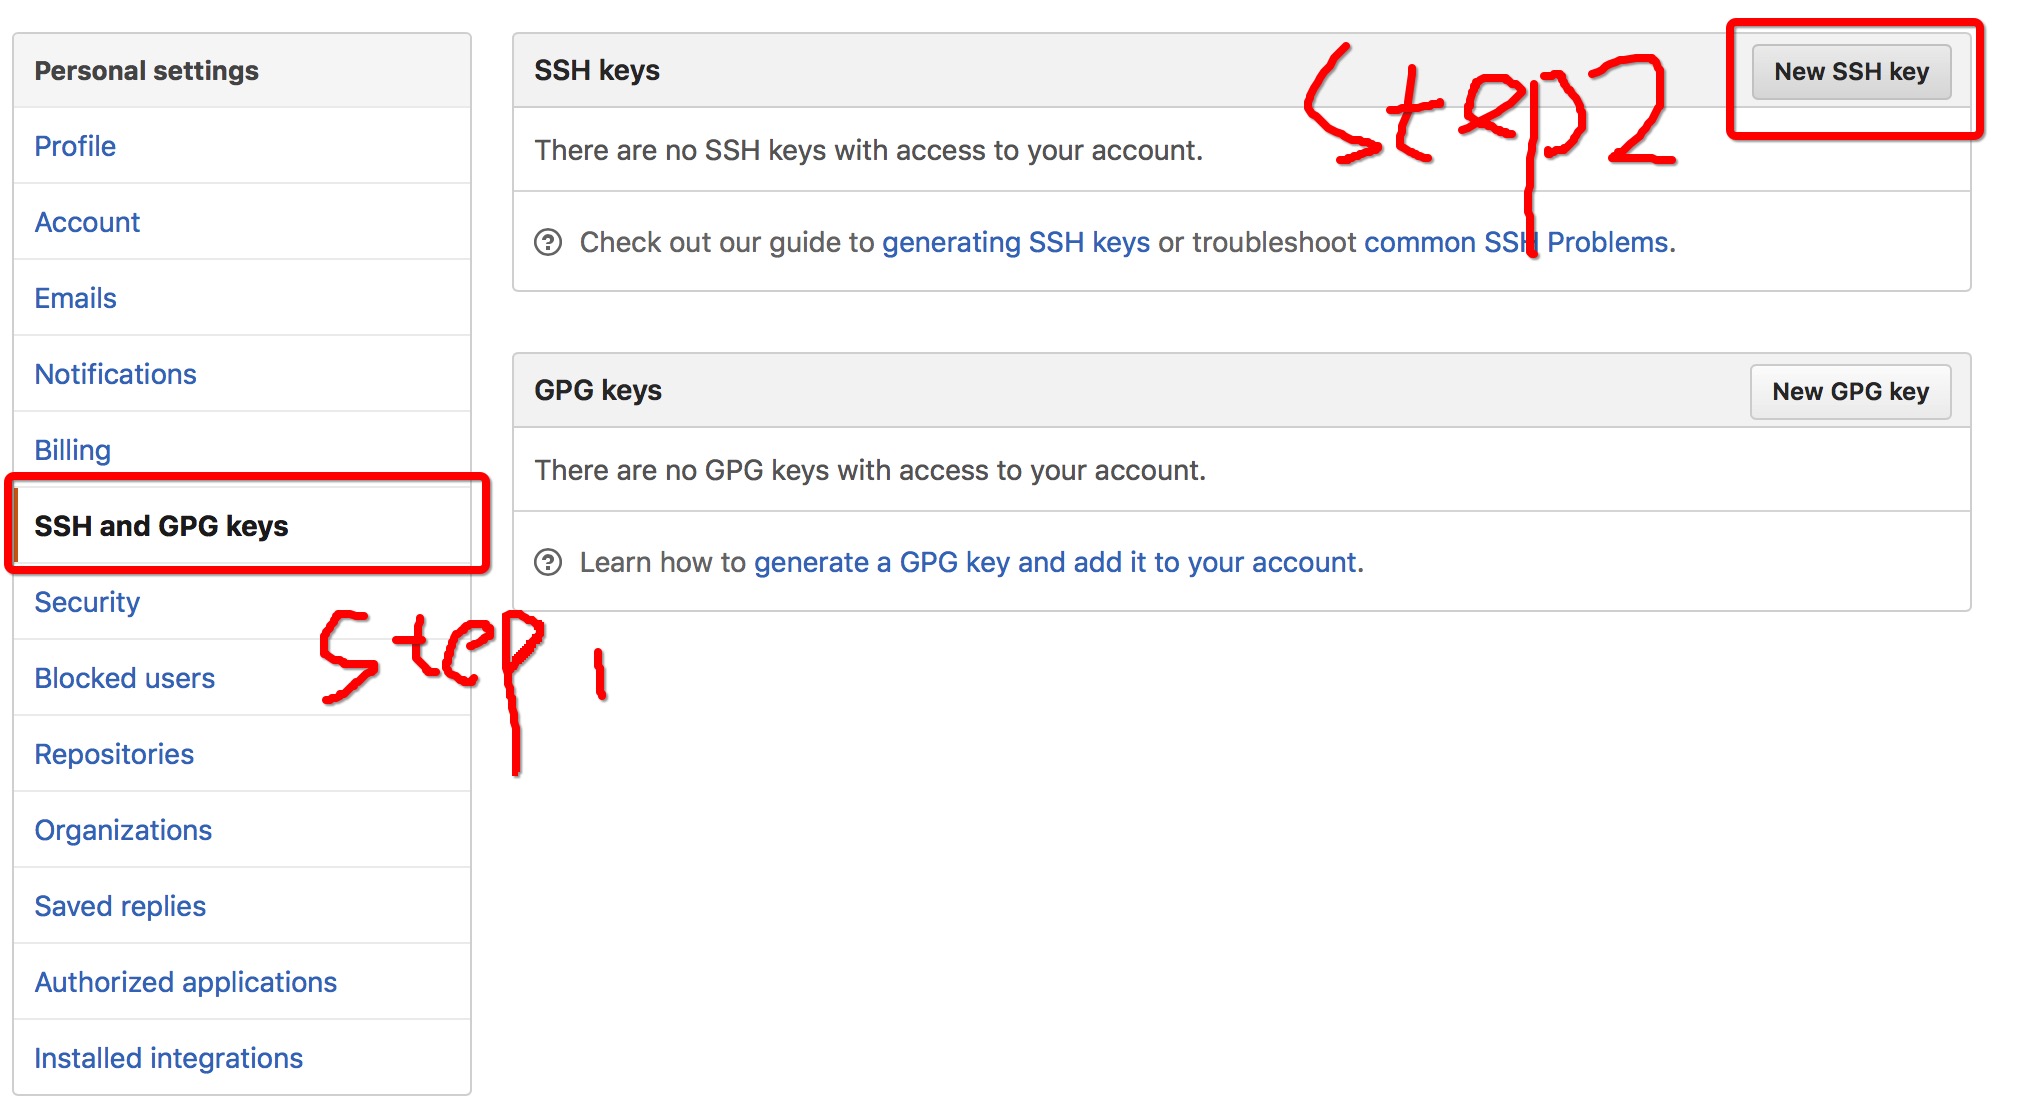 Personal settings
Profile
Account
Emails
Notifications
Billing
SSH and GPG keys
step 1
Security
Blocked users
Repositories
Organizations
Saved replies
Authorized applications
Installed integrations
SSH keys
step2
New SSH key
There are no SSH keys with access to your account.
Check out our guide to generating SSH keys or troubleshoot common SSH Problems.
GPG keys
New GPG key
There are no GPG keys with access to your account.
Learn how to generate a GPG key and add it to your account.